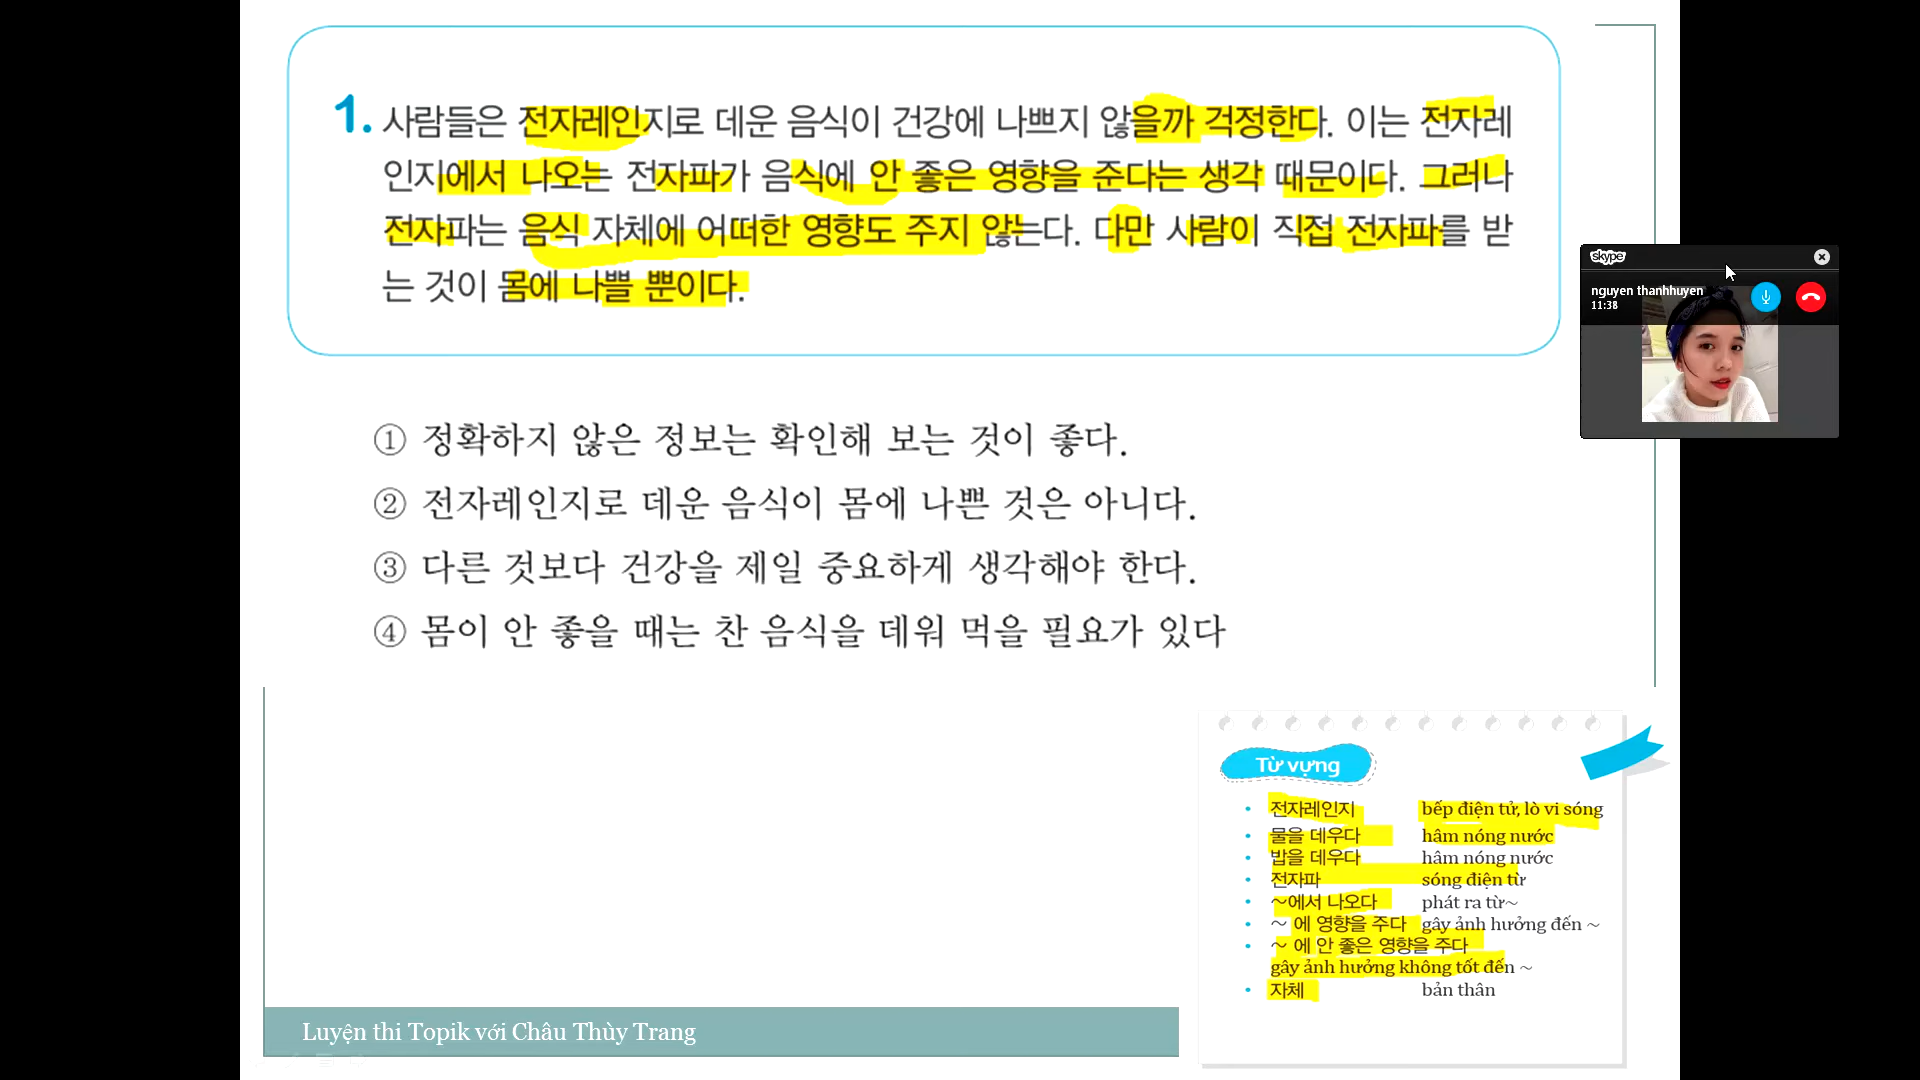 1. 사람들은 전자레인지로 데운 음식이 건강에 나쁘지 않을까 걱정한다. 이는 전자레
인지에서 나오는 전자파가 음식에 안 좋은 영향을 준다는 생각 때문이다. 그러나
전자파는 음식 자체에 어떠한 영향도 주지 않는다. 다만 사람이 직접 전자파를 받
는 것이 몸에 나쁠 뿐이다.
① 정확하지 않은 정보는 확인해 보는 것이 좋다.
② 전자레인지로 데운 음식이 몸에 나쁜 것은 아니다.
③ 다른 것보다 건강을 제일 중요하게 생각해야 한다.
④ 몸이 안 좋을 때는 찬 음식을 데워 먹을 필요가 있다
skype
nguyen thanhhuyen
11:38
Từ vựng
• 전자레인지 bếp điện tử, lò vi sóng
• 물을 데우다 hâm nóng nước
• 밥을 데우다 hâm nóng nước
• 전자파 sóng điện từ
• ~에서 나오다 phát ra từ~
• ~ 에 영향을 주다 gây ảnh hưởng đến ~
• ~ 에 안 좋은 영향을 주다
gây ảnh hưởng không tốt đến ~
• 자체 bản thân
Luyện thi Topik với Châu Thùy Trang